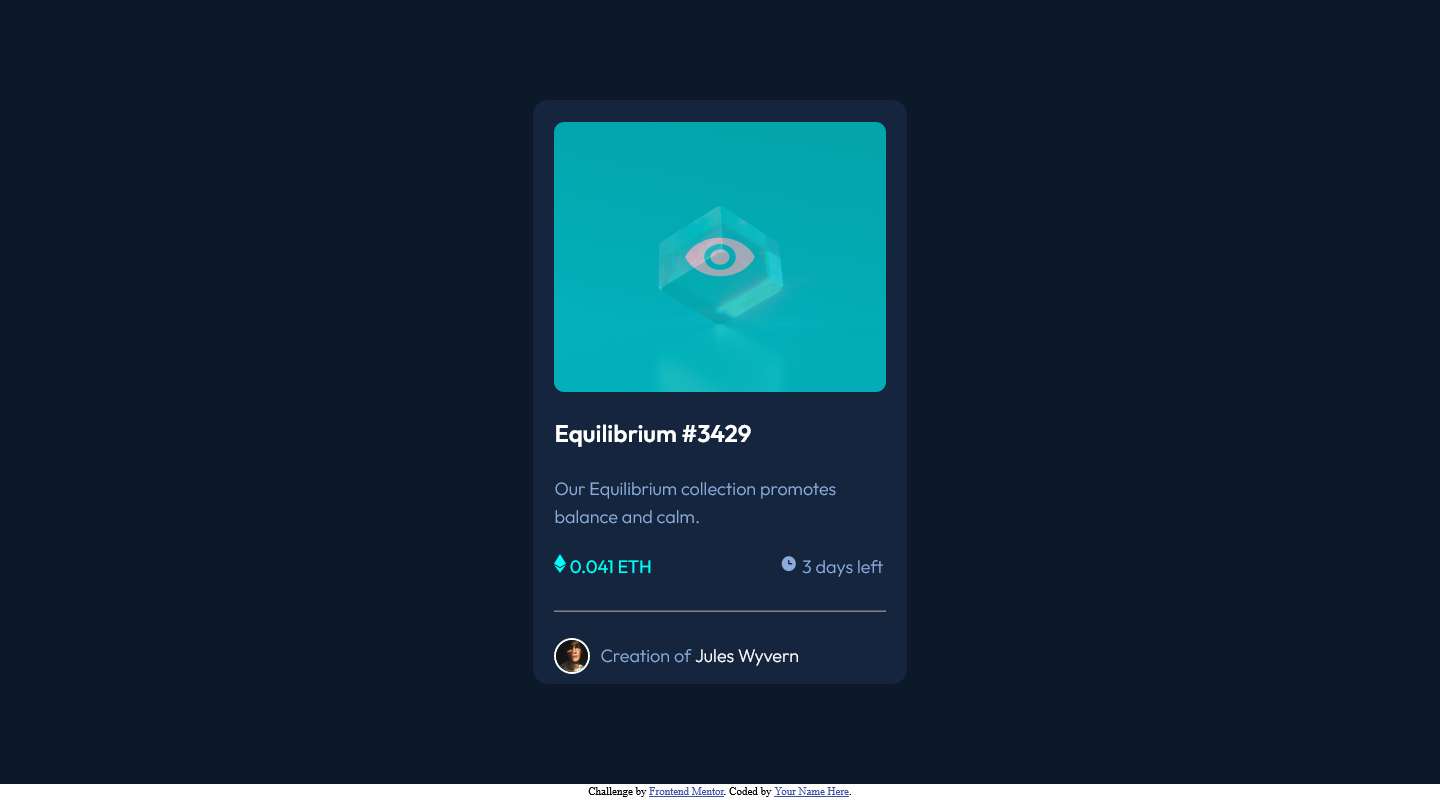 Equilibrium #3429
Our Equilibrium collection promotes
balance and calm.
0.041 ETH
3 days left
Creation of Jules Wyvern
Challenge by Frontend Mentor. Coded by Your Name Here.